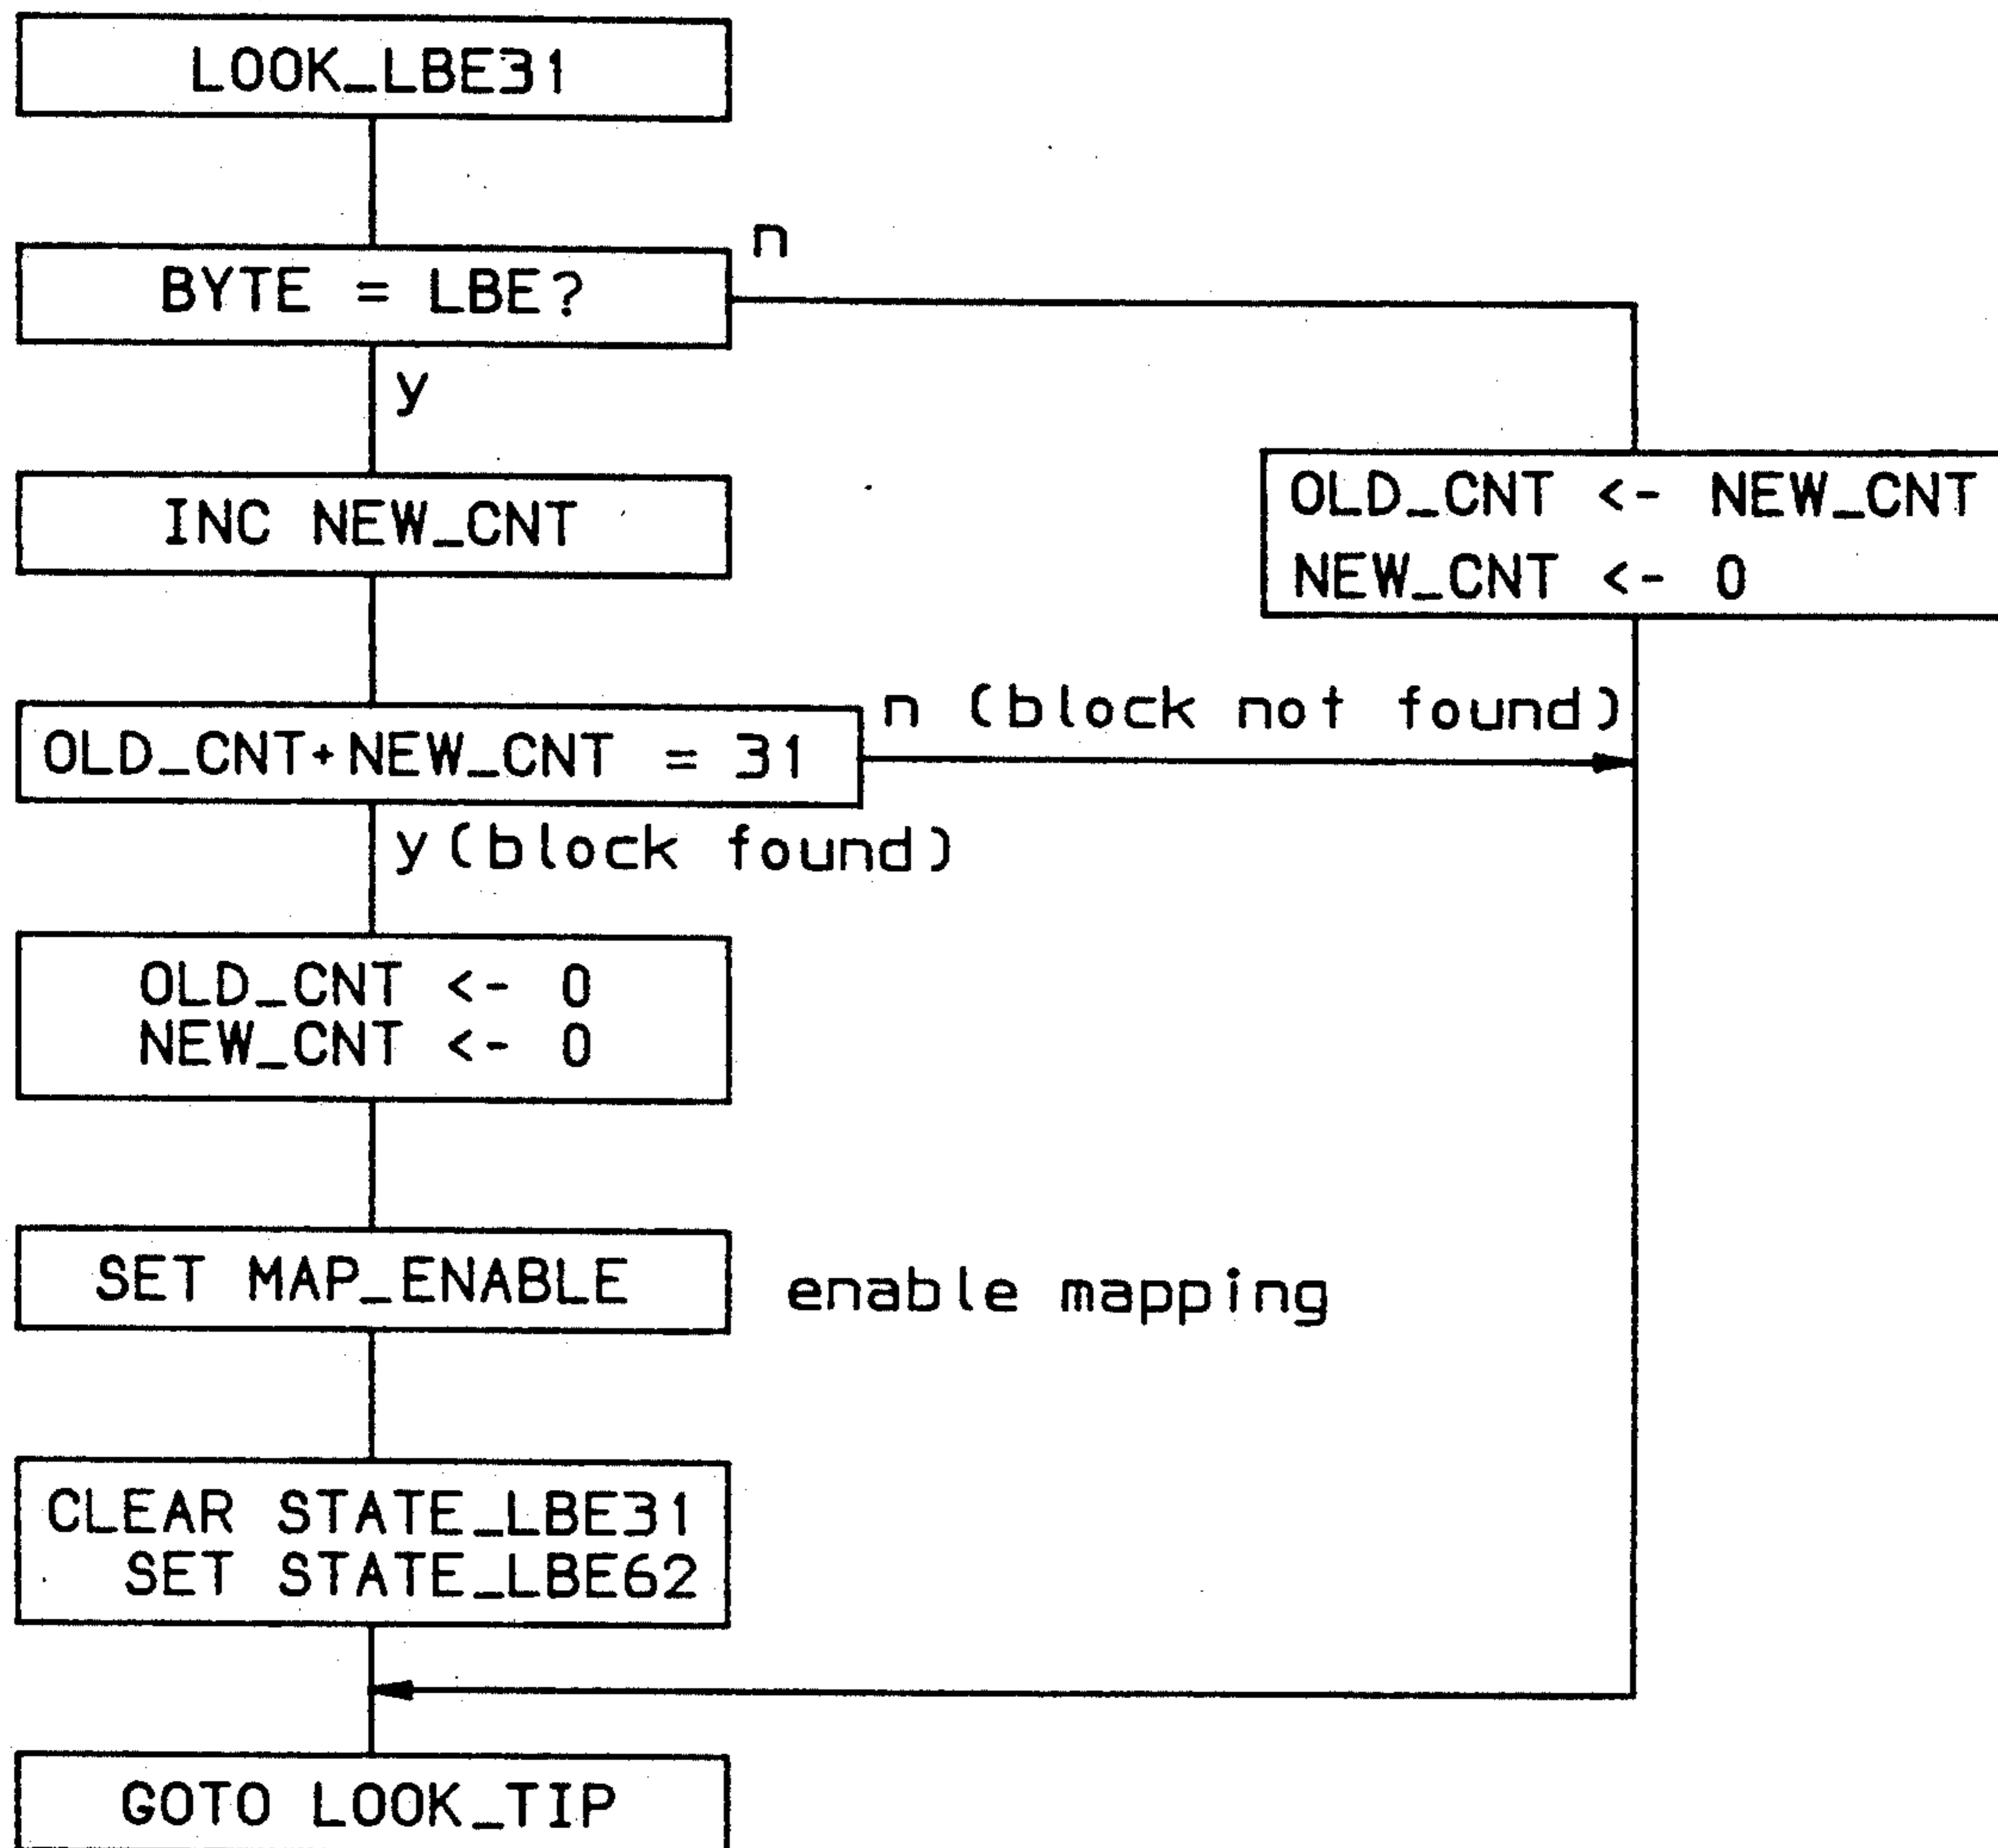 LOOK_LBE31
n
BYTE = LBE?
y
INC NEW_CNT
OLD_CNT <- NEW_CNT
NEW_CNT <- 0
n (block not found)
OLD_CNT+NEW_CNT = 31
y(block found)
OLD_CNT <- 0
NEW_CNT <- 0
SET MAP_ENABLE
enable mapping
CLEAR STATE_LBE31
SET STATE_LBE62
GOTO LOOK_TIP